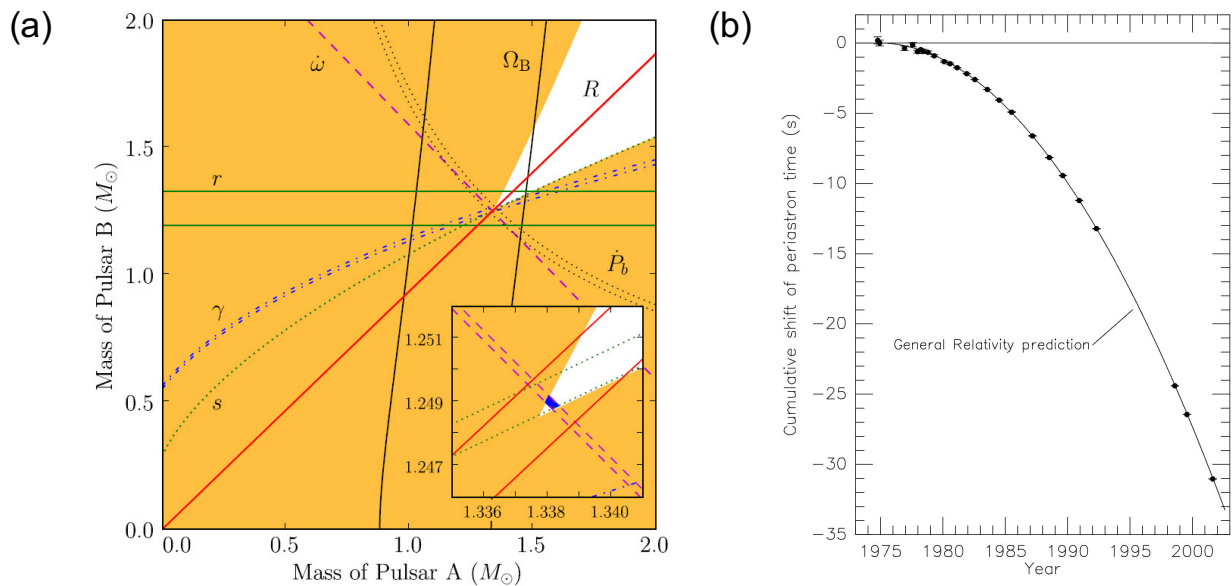 (a)
2.0
1.5
1.0
0.5
0.0
Mass of Pulsar B (M⊙)
0.0 0.5 1.0 1.5 2.0
Mass of Pulsar A (M⊙)
ω̇
Ω_B
R
r
Ṗ_b
γ
s
1.251
1.249
1.247
1.336 1.338 1.340
(b)
0
−5
−10
−15
−20
−25
−30
−35
Cumulative shift of periastron time (s)
General Relativity prediction
1975 1980 1985 1990 1995 2000
Year